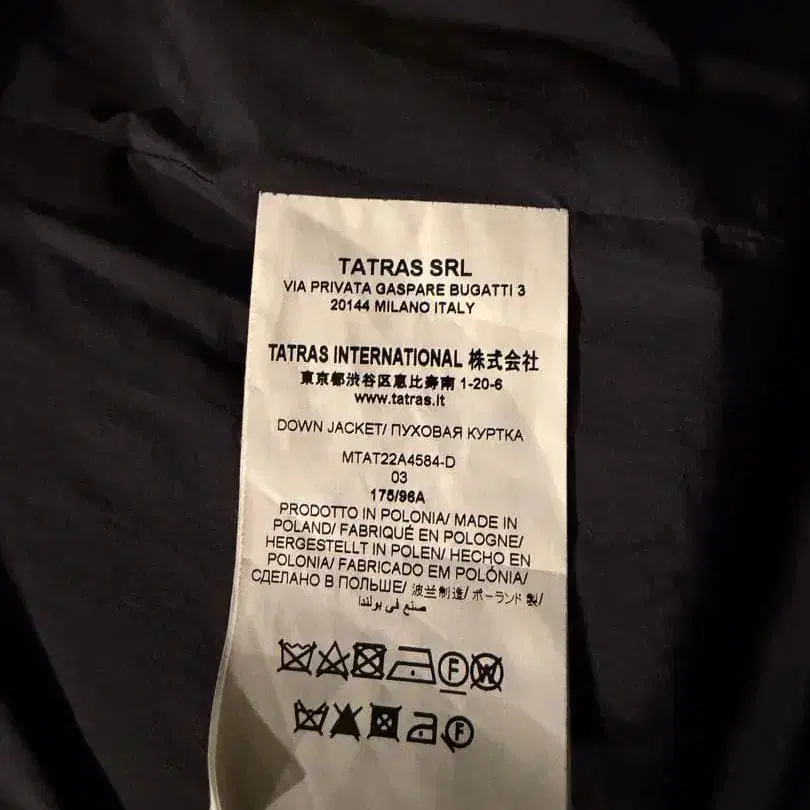 TATRAS SRL
VIA PRIVATA GASPARE BUGATTI 3
20144 MILANO ITALY
TATRAS INTERNATIONAL 株式会社
東京都渋谷区恵比寿南 1-20-6
www.tatras.it
DOWN JACKET/ ПУХОВАЯ КУРТКА
MTAT22A4584-D
03
175/96A
PRODOTTO IN POLONIA/ MADE IN
POLAND/ FABRIQUÉ EN POLOGNE/
HERGESTELLT IN POLEN/ HECHO EN
POLONIA/ FABRICADO EM POLÓNIA/
СДЕЛАНО В ПОЛЬШЕ/ 波兰制造/ ポーランド 製/
صنع في بولندا
F W
F